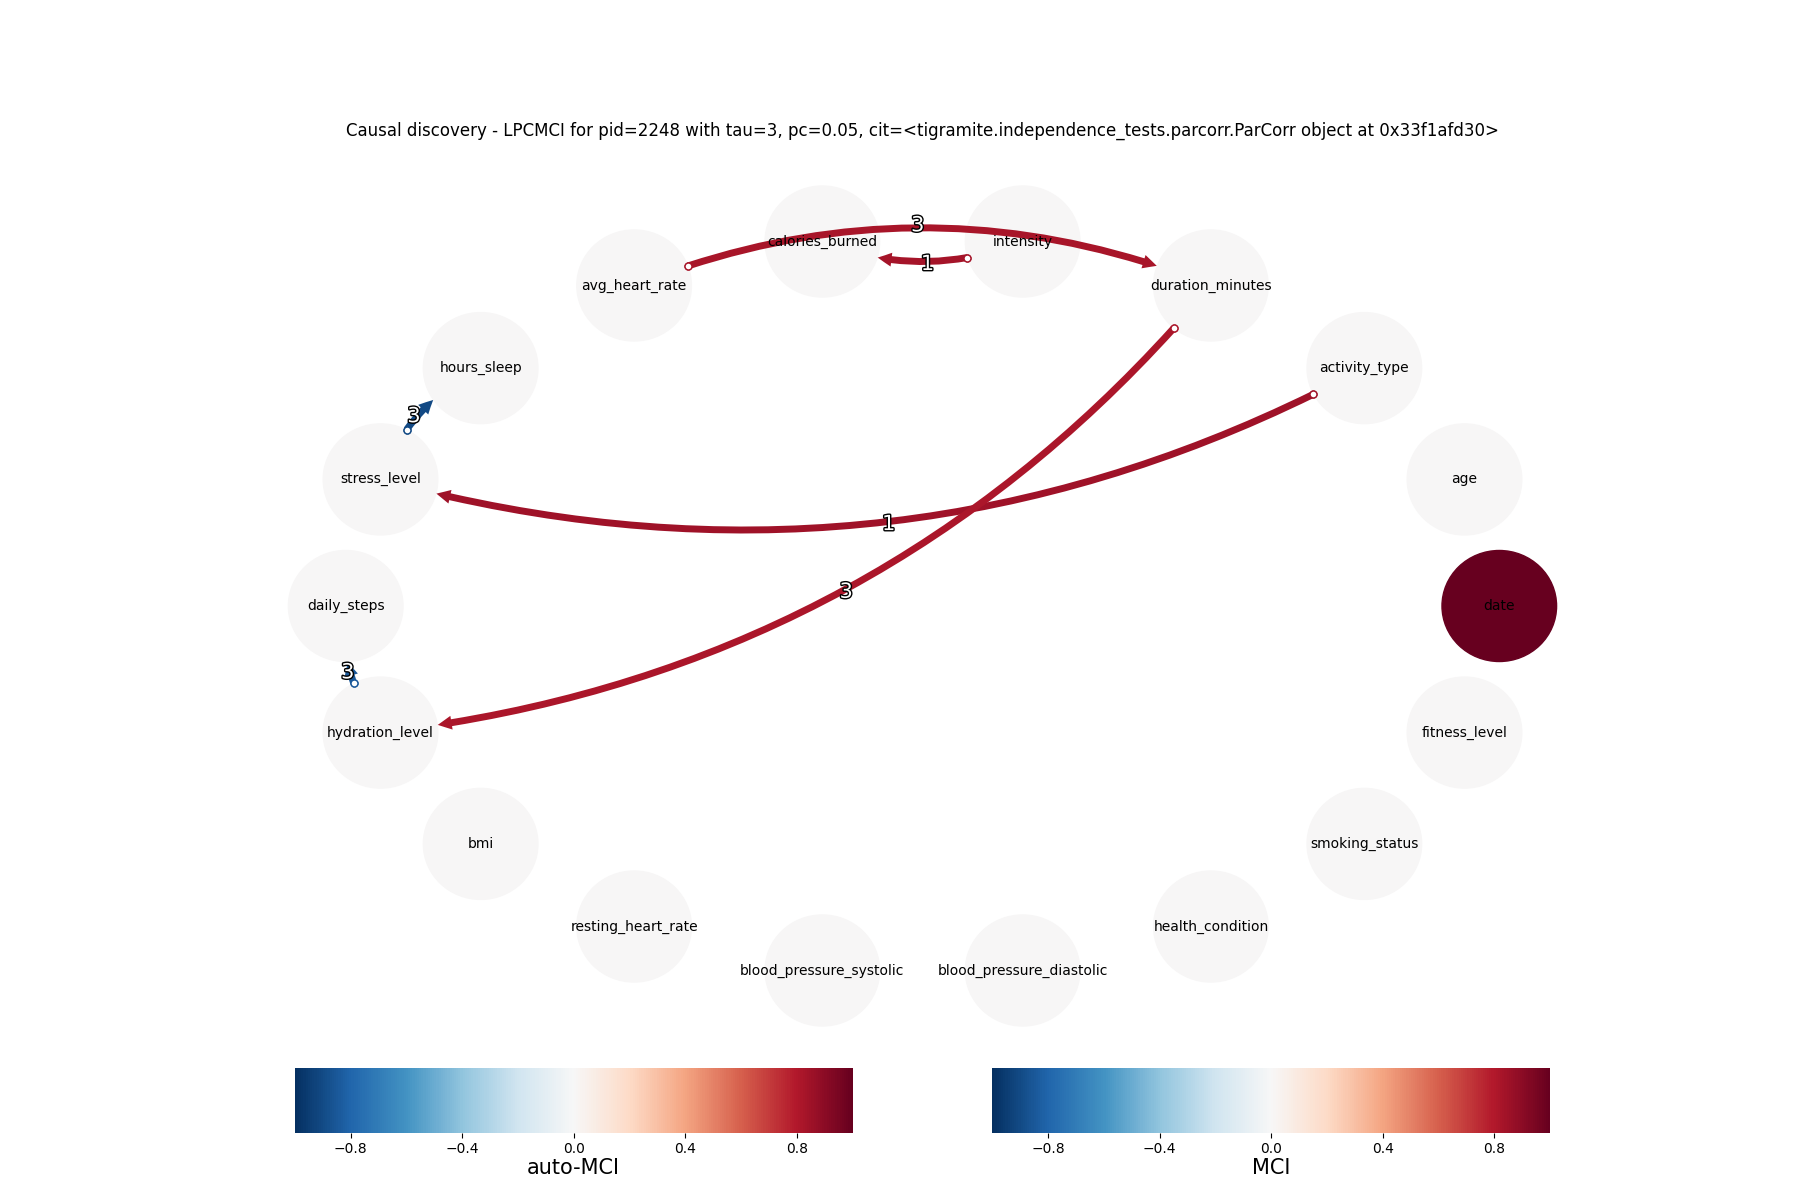 Causal discovery - LPCMCI for pid=2248 with tau=3, pc=0.05, cit=<tigramite.independence_tests.parcorr.ParCorr object at 0x33f1afd30>
3
calories_burned
intensity
1
avg_heart_rate
duration_minutes
hours_sleep
activity_type
3
stress_level
age
1
3
daily_steps
date
3
hydration_level
fitness_level
bmi
smoking_status
resting_heart_rate
health_condition
blood_pressure_systolic
blood_pressure_diastolic
−0.8 −0.4 0.0 0.4 0.8
auto-MCI
−0.8 −0.4 0.0 0.4 0.8
MCI